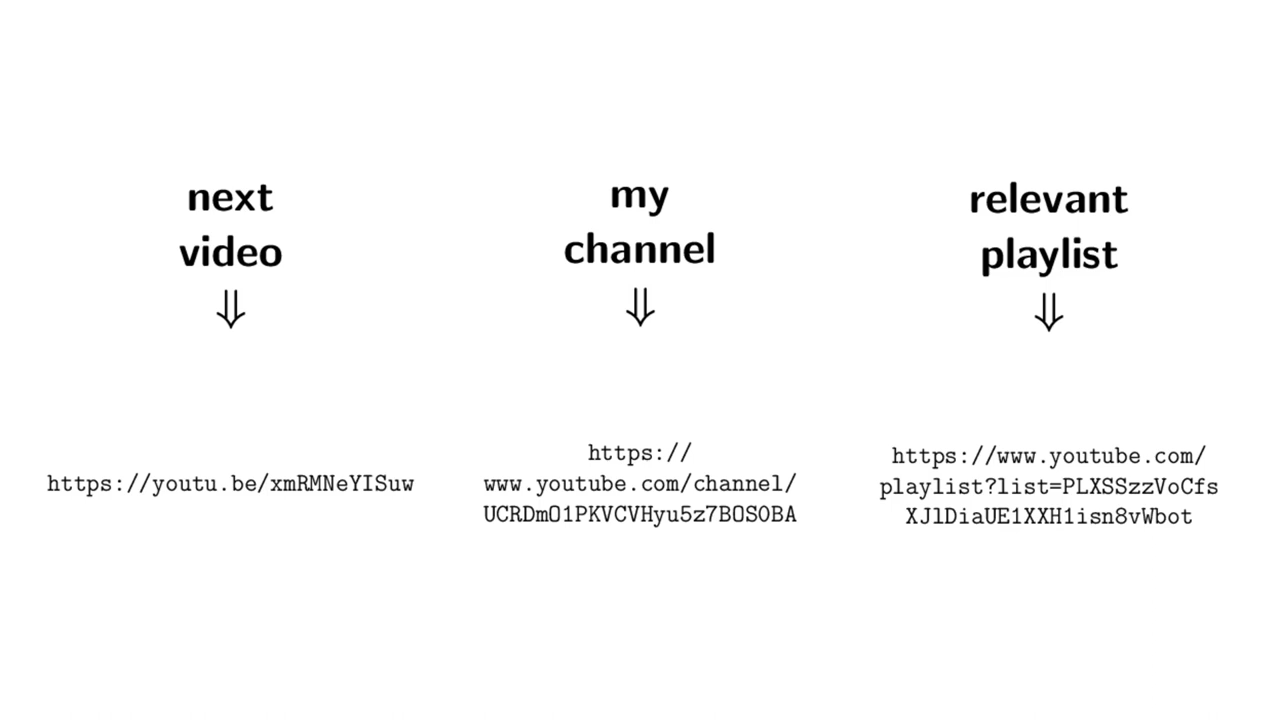 next
video
⇓
https://youtu.be/xmRMNeYISuw
my
channel
⇓
https://
www.youtube.com/channel/
UCRDmO1PKVCVHyu5z7BOS0BA
relevant
playlist
⇓
https://www.youtube.com/
playlist?list=PLXSSzzVoCfs
XJlDiaUE1XXH1isn8vWbot